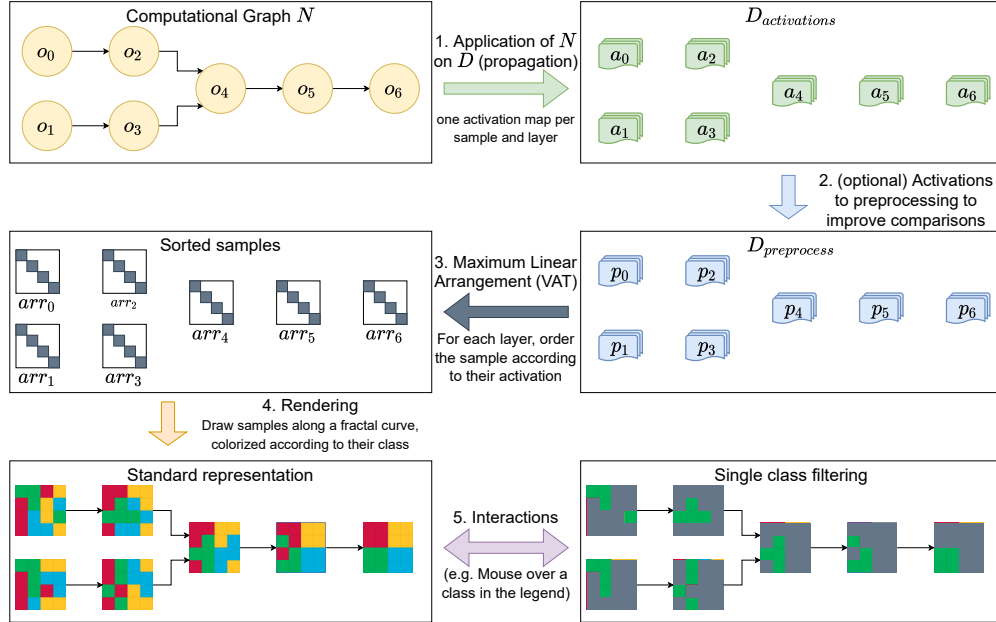 Computational Graph N
o0
o2
o4
o5
o6
o1
o3
1. Application of N
on D (propagation)
one activation map per
sample and layer
Dactivations
a0
a2
a4
a5
a6
a1
a3
2. (optional) Activations
to preprocessing to
improve comparisons
Sorted samples
arr0
arr2
arr4
arr5
arr6
arr1
arr3
3. Maximum Linear
Arrangement (VAT)
For each layer, order
the sample according
to their activation
Dpreprocess
p0
p2
p4
p5
p6
p1
p3
4. Rendering
Draw samples along a fractal curve,
colorized according to their class
Standard representation
5. Interactions
(e.g. Mouse over a
class in the legend)
Single class filtering